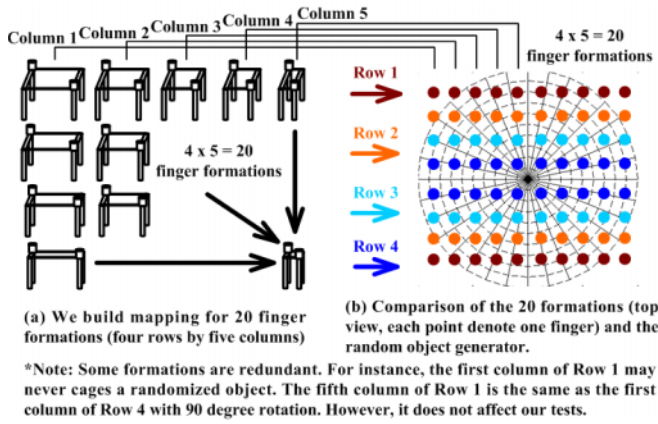 Column 1
Column 2
Column 3
Column 4
Column 5
4 x 5 = 20
finger formations
4 x 5 = 20
finger formations
Row 1
Row 2
Row 3
Row 4
(a) We build mapping for 20 finger
formations (four rows by five columns)
(b) Comparison of the 20 formations (top
view, each point denote one finger) and the
random object generator.
*Note: Some formations are redundant. For instance, the first column of Row 1 may
never cages a randomized object. The fifth column of Row 1 is the same as the first
column of Row 4 with 90 degree rotation. However, it does not affect our tests.